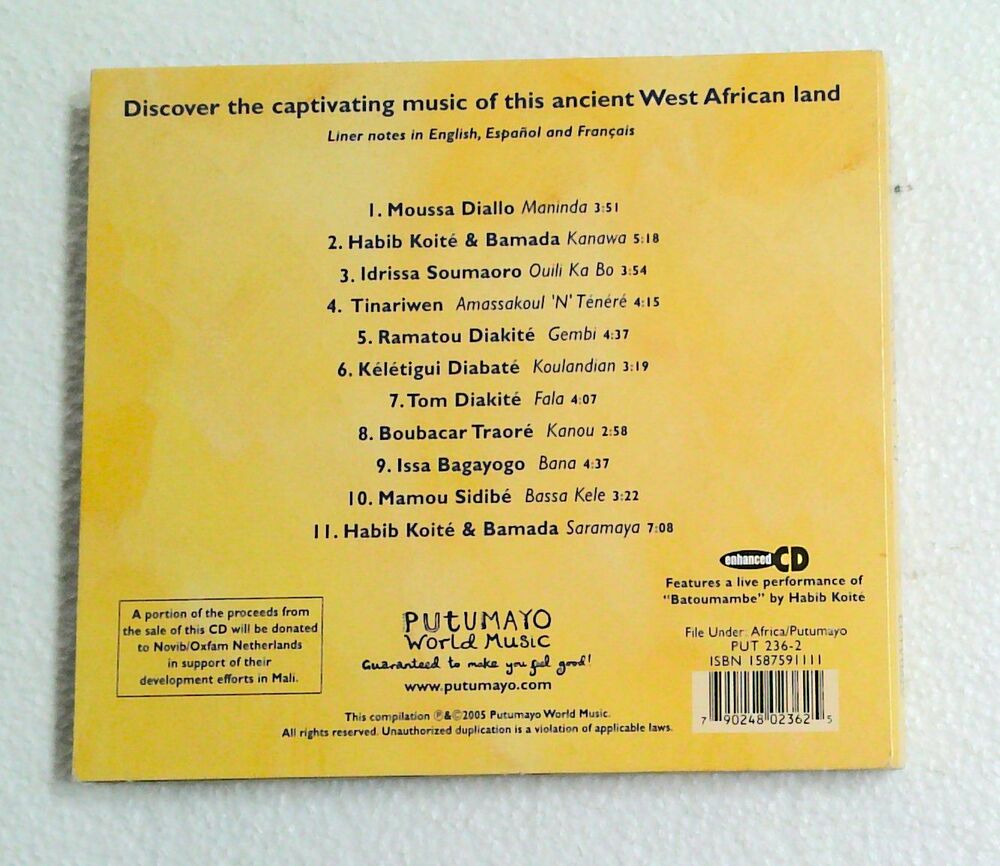 Discover the captivating music of this ancient West African land
Liner notes in English, Español and Français
1. Moussa Diallo Maninda 3:51
2. Habib Koité & Bamada Kanawa 5:18
3. Idrissa Soumaoro Ouili Ka Bo 3:54
4. Tinariwen Amassakoul 'N' Ténéré 4:15
5. Ramatou Diakité Gembi 4:37
6. Kélétigui Diabaté Koulandian 3:19
7. Tom Diakité Fala 4:07
8. Boubacar Traoré Kanou 2:58
9. Issa Bagayogo Bana 4:37
10. Mamou Sidibé Bassa Kele 3:22
11. Habib Koité & Bamada Saramaya 7:08
enhanced CD
Features a live performance of
"Batoumambe" by Habib Koité
A portion of the proceeds from
the sale of this CD will be donated
to Novib/Oxfam Netherlands
in support of their
development efforts in Mali.
PUTUMAYO
World Music
Guaranteed to make you feel good!
www.putumayo.com
File Under: Africa/Putumayo
PUT 236-2
ISBN 1587591111
7 90248 02362 5
This compilation ℗&©2005 Putumayo World Music.
All rights reserved. Unauthorized duplication is a violation of applicable laws.